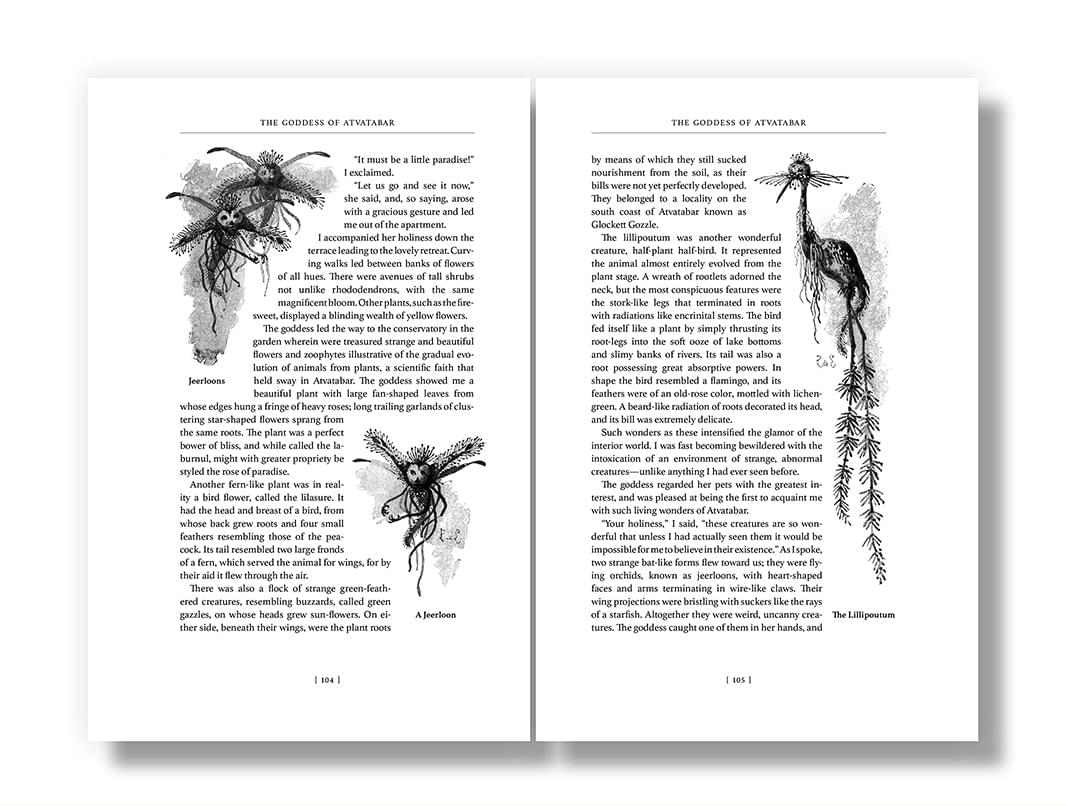 THE GODDESS OF ATVATABAR
“It must be a little paradise!”
I exclaimed.
“Let us go and see it now,”
she said, and, so saying, arose
with a gracious gesture and led
me out of the apartment.
I accompanied her holiness down the
terrace leading to the lovely retreat. Curv-
ing walks led between banks of flowers
of all hues. There were avenues of tall shrubs
not unlike rhododendrons, with the same
magnificent bloom. Other plants, such as the fire-
sweet, displayed a blinding wealth of yellow flowers.
The goddess led the way to the conservatory in the
garden wherein were treasured strange and beautiful
flowers and zoophytes illustrative of the gradual evo-
lution of animals from plants, a scientific faith that
held sway in Atvatabar. The goddess showed me a
beautiful plant with large fan-shaped leaves from
whose edges hung a fringe of heavy roses; long trailing garlands of clus-
tering star-shaped flowers sprang from
the same roots. The plant was a perfect
bower of bliss, and while called the la-
burnul, might with greater propriety be
styled the rose of paradise.
Another fern-like plant was in real-
ity a bird flower, called the lilasure. It
had the head and breast of a bird, from
whose back grew roots and four small
feathers resembling those of the pea-
cock. Its tail resembled two large fronds
of a fern, which served the animal for wings, for by
their aid it flew through the air.
There was also a flock of strange green-feath-
ered creatures, resembling buzzards, called green
gazzles, on whose heads grew sun-flowers. On ei-
ther side, beneath their wings, were the plant roots
Jeerloons
A Jeerloon
[ 104 ]
THE GODDESS OF ATVATABAR
by means of which they still sucked
nourishment from the soil, as their
bills were not yet perfectly developed.
They belonged to a locality on the
south coast of Atvatabar known as
Glockett Gozzle.
The lillipoutum was another wonderful
creature, half-plant half-bird. It represented
the animal almost entirely evolved from the
plant stage. A wreath of rootlets adorned the
neck, but the most conspicuous features were
the stork-like legs that terminated in roots
with radiations like encrinital stems. The bird
fed itself like a plant by simply thrusting its
root-legs into the soft ooze of lake bottoms
and slimy banks of rivers. Its tail was also a
root possessing great absorptive powers. In
shape the bird resembled a flamingo, and its
feathers were of an old-rose color, mottled with lichen-
green. A beard-like radiation of roots decorated its head,
and its bill was extremely delicate.
Such wonders as these intensified the glamor of the
interior world. I was fast becoming bewildered with the
intoxication of an environment of strange, abnormal
creatures—unlike anything I had ever seen before.
The goddess regarded her pets with the greatest in-
terest, and was pleased at being the first to acquaint me
with such living wonders of Atvatabar.
“Your holiness,” I said, “these creatures are so won-
derful that unless I had actually seen them it would be
impossible for me to believe in their existence.” As I spoke,
two strange bat-like forms flew toward us; they were fly-
ing orchids, known as jeerloons, with heart-shaped
faces and arms terminating in wire-like claws. Their
wing projections were bristling with suckers like the rays
of a starfish. Altogether they were weird, uncanny crea-
tures. The goddess caught one of them in her hands, and
The Lillipoutum
[ 105 ]